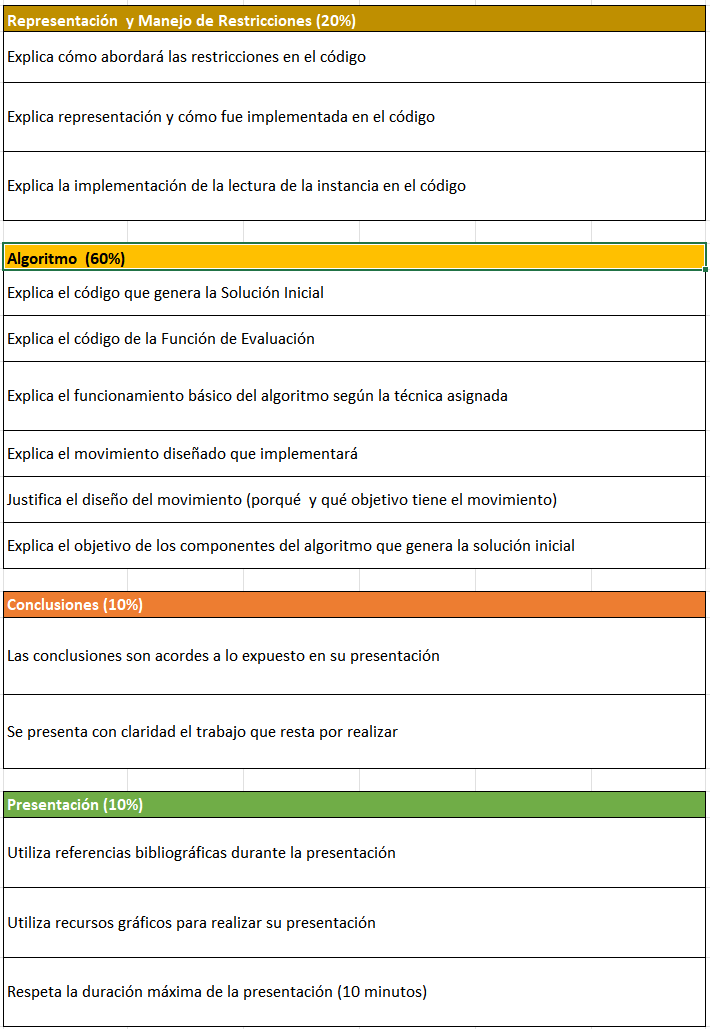 Representación  y Manejo de Restricciones (20%)
Explica cómo abordará las restricciones en el código
Explica representación y cómo fue implementada en el código
Explica la implementación de la lectura de la instancia en el código
Algoritmo  (60%)
Explica el código que genera la Solución Inicial
Explica el código de la Función de Evaluación
Explica el funcionamiento básico del algoritmo según la técnica asignada
Explica el movimiento diseñado que implementará
Justifica el diseño del movimiento (porqué  y qué objetivo tiene el movimiento)
Explica el objetivo de los componentes del algoritmo que genera la solución inicial
Conclusiones (10%)
Las conclusiones son acordes a lo expuesto en su presentación
Se presenta con claridad el trabajo que resta por realizar
Presentación (10%)
Utiliza referencias bibliográficas durante la presentación
Utiliza recursos gráficos para realizar su presentación
Respeta la duración máxima de la presentación (10 minutos)